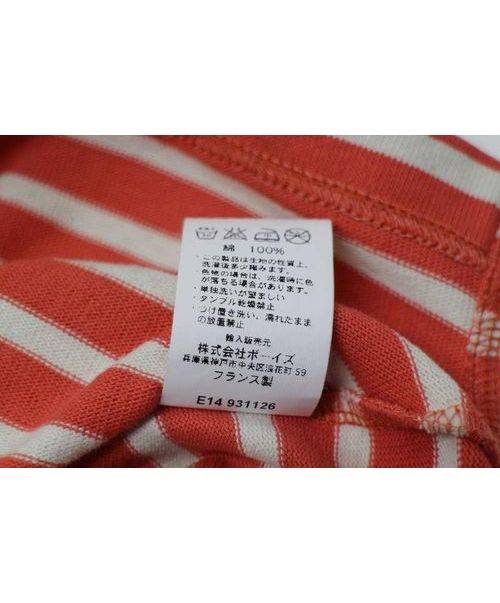 綿 100%
・この製品は生地の性質上、
洗濯後多少縮みます。
色物の場合は、洗濯時に色
が落ちる場合があります。
・単独洗いが望ましい
・タンブル乾燥禁止
・つけ置き洗い、濡れたまま
の放置禁止
輸入販売元
株式会社ボーイズ
兵庫県神戸市中央区浪花町59
フランス製
E14 931126